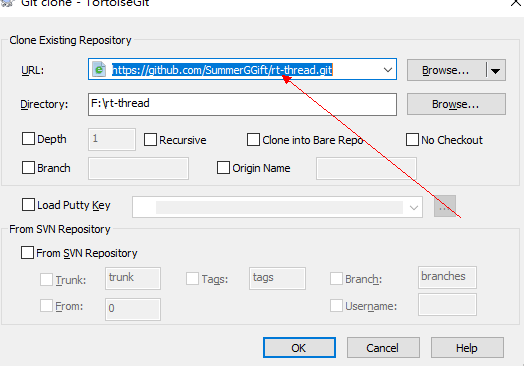 Git clone - TortoiseGit
Clone Existing Repository
URL: https://github.com/SummerGGift/rt-thread.git Browse...
Directory: F:\rt-thread Browse...
Depth 1 Recursive Clone into Bare Repo No Checkout
Branch Origin Name
Load Putty Key ...
From SVN Repository
From SVN Repository
Trunk: trunk Tags: tags Branch: branches
From: 0 Username:
OK Cancel Help